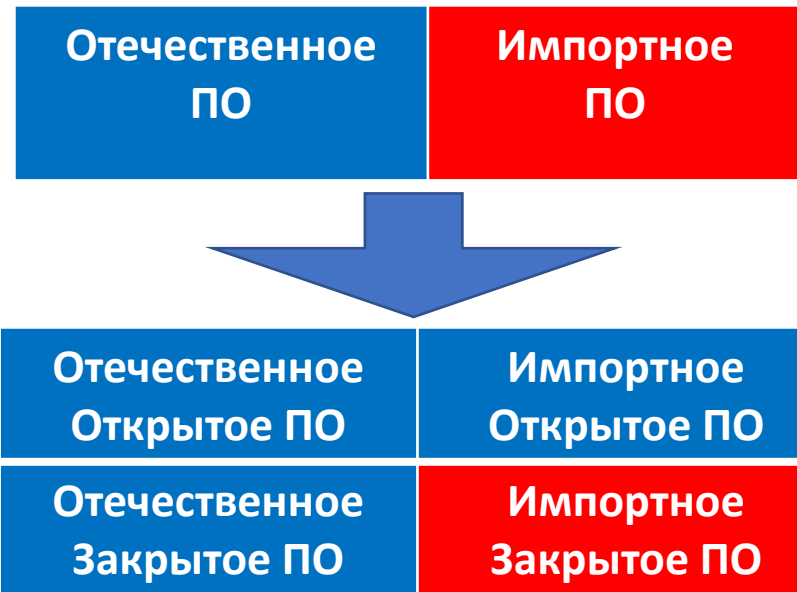 Отечественное
ПО
Импортное
ПО
Отечественное
Открытое ПО
Импортное
Открытое ПО
Отечественное
Закрытое ПО
Импортное
Закрытое ПО